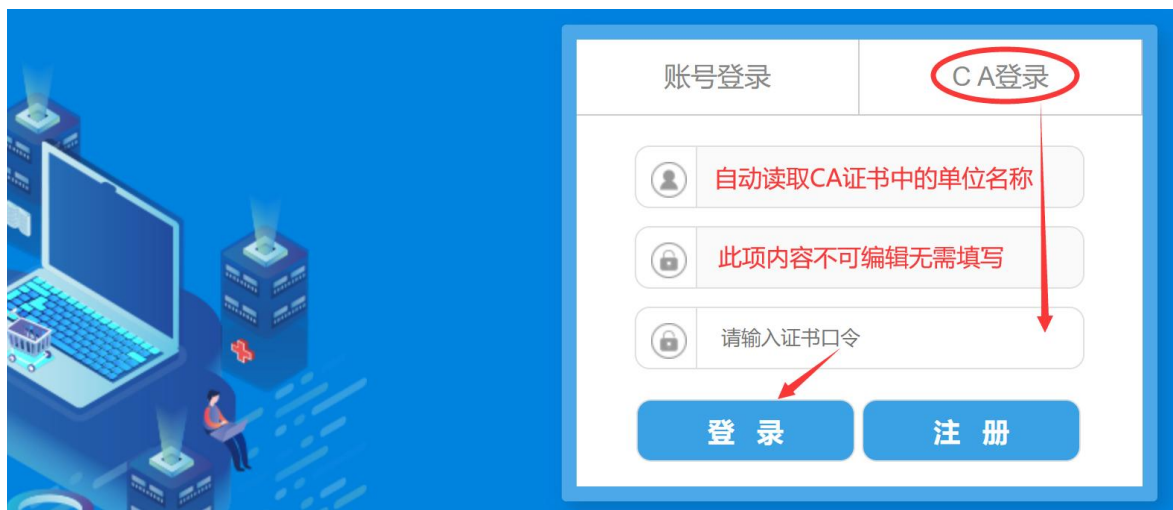 账号登录
C A登录
自动读取CA证书中的单位名称
此项内容不可编辑无需填写
请输入证书口令
登 录
注 册